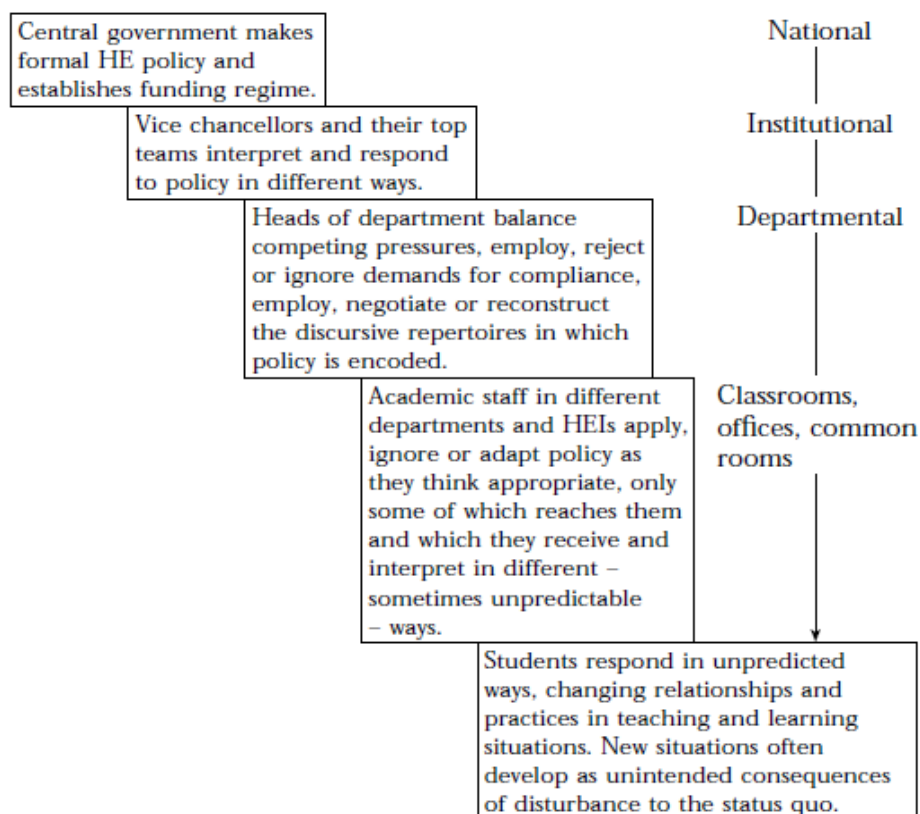 Central government makes
formal HE policy and
establishes funding regime.
National
Vice chancellors and their top
teams interpret and respond
to policy in different ways.
Institutional
Heads of department balance
competing pressures, employ, reject
or ignore demands for compliance,
employ, negotiate or reconstruct
the discursive repertoires in which
policy is encoded.
Departmental
Academic staff in different
departments and HEIs apply,
ignore or adapt policy as
they think appropriate, only
some of which reaches them
and which they receive and
interpret in different –
sometimes unpredictable
– ways.
Classrooms,
offices, common
rooms
Students respond in unpredicted
ways, changing relationships and
practices in teaching and learning
situations. New situations often
develop as unintended consequences
of disturbance to the status quo.